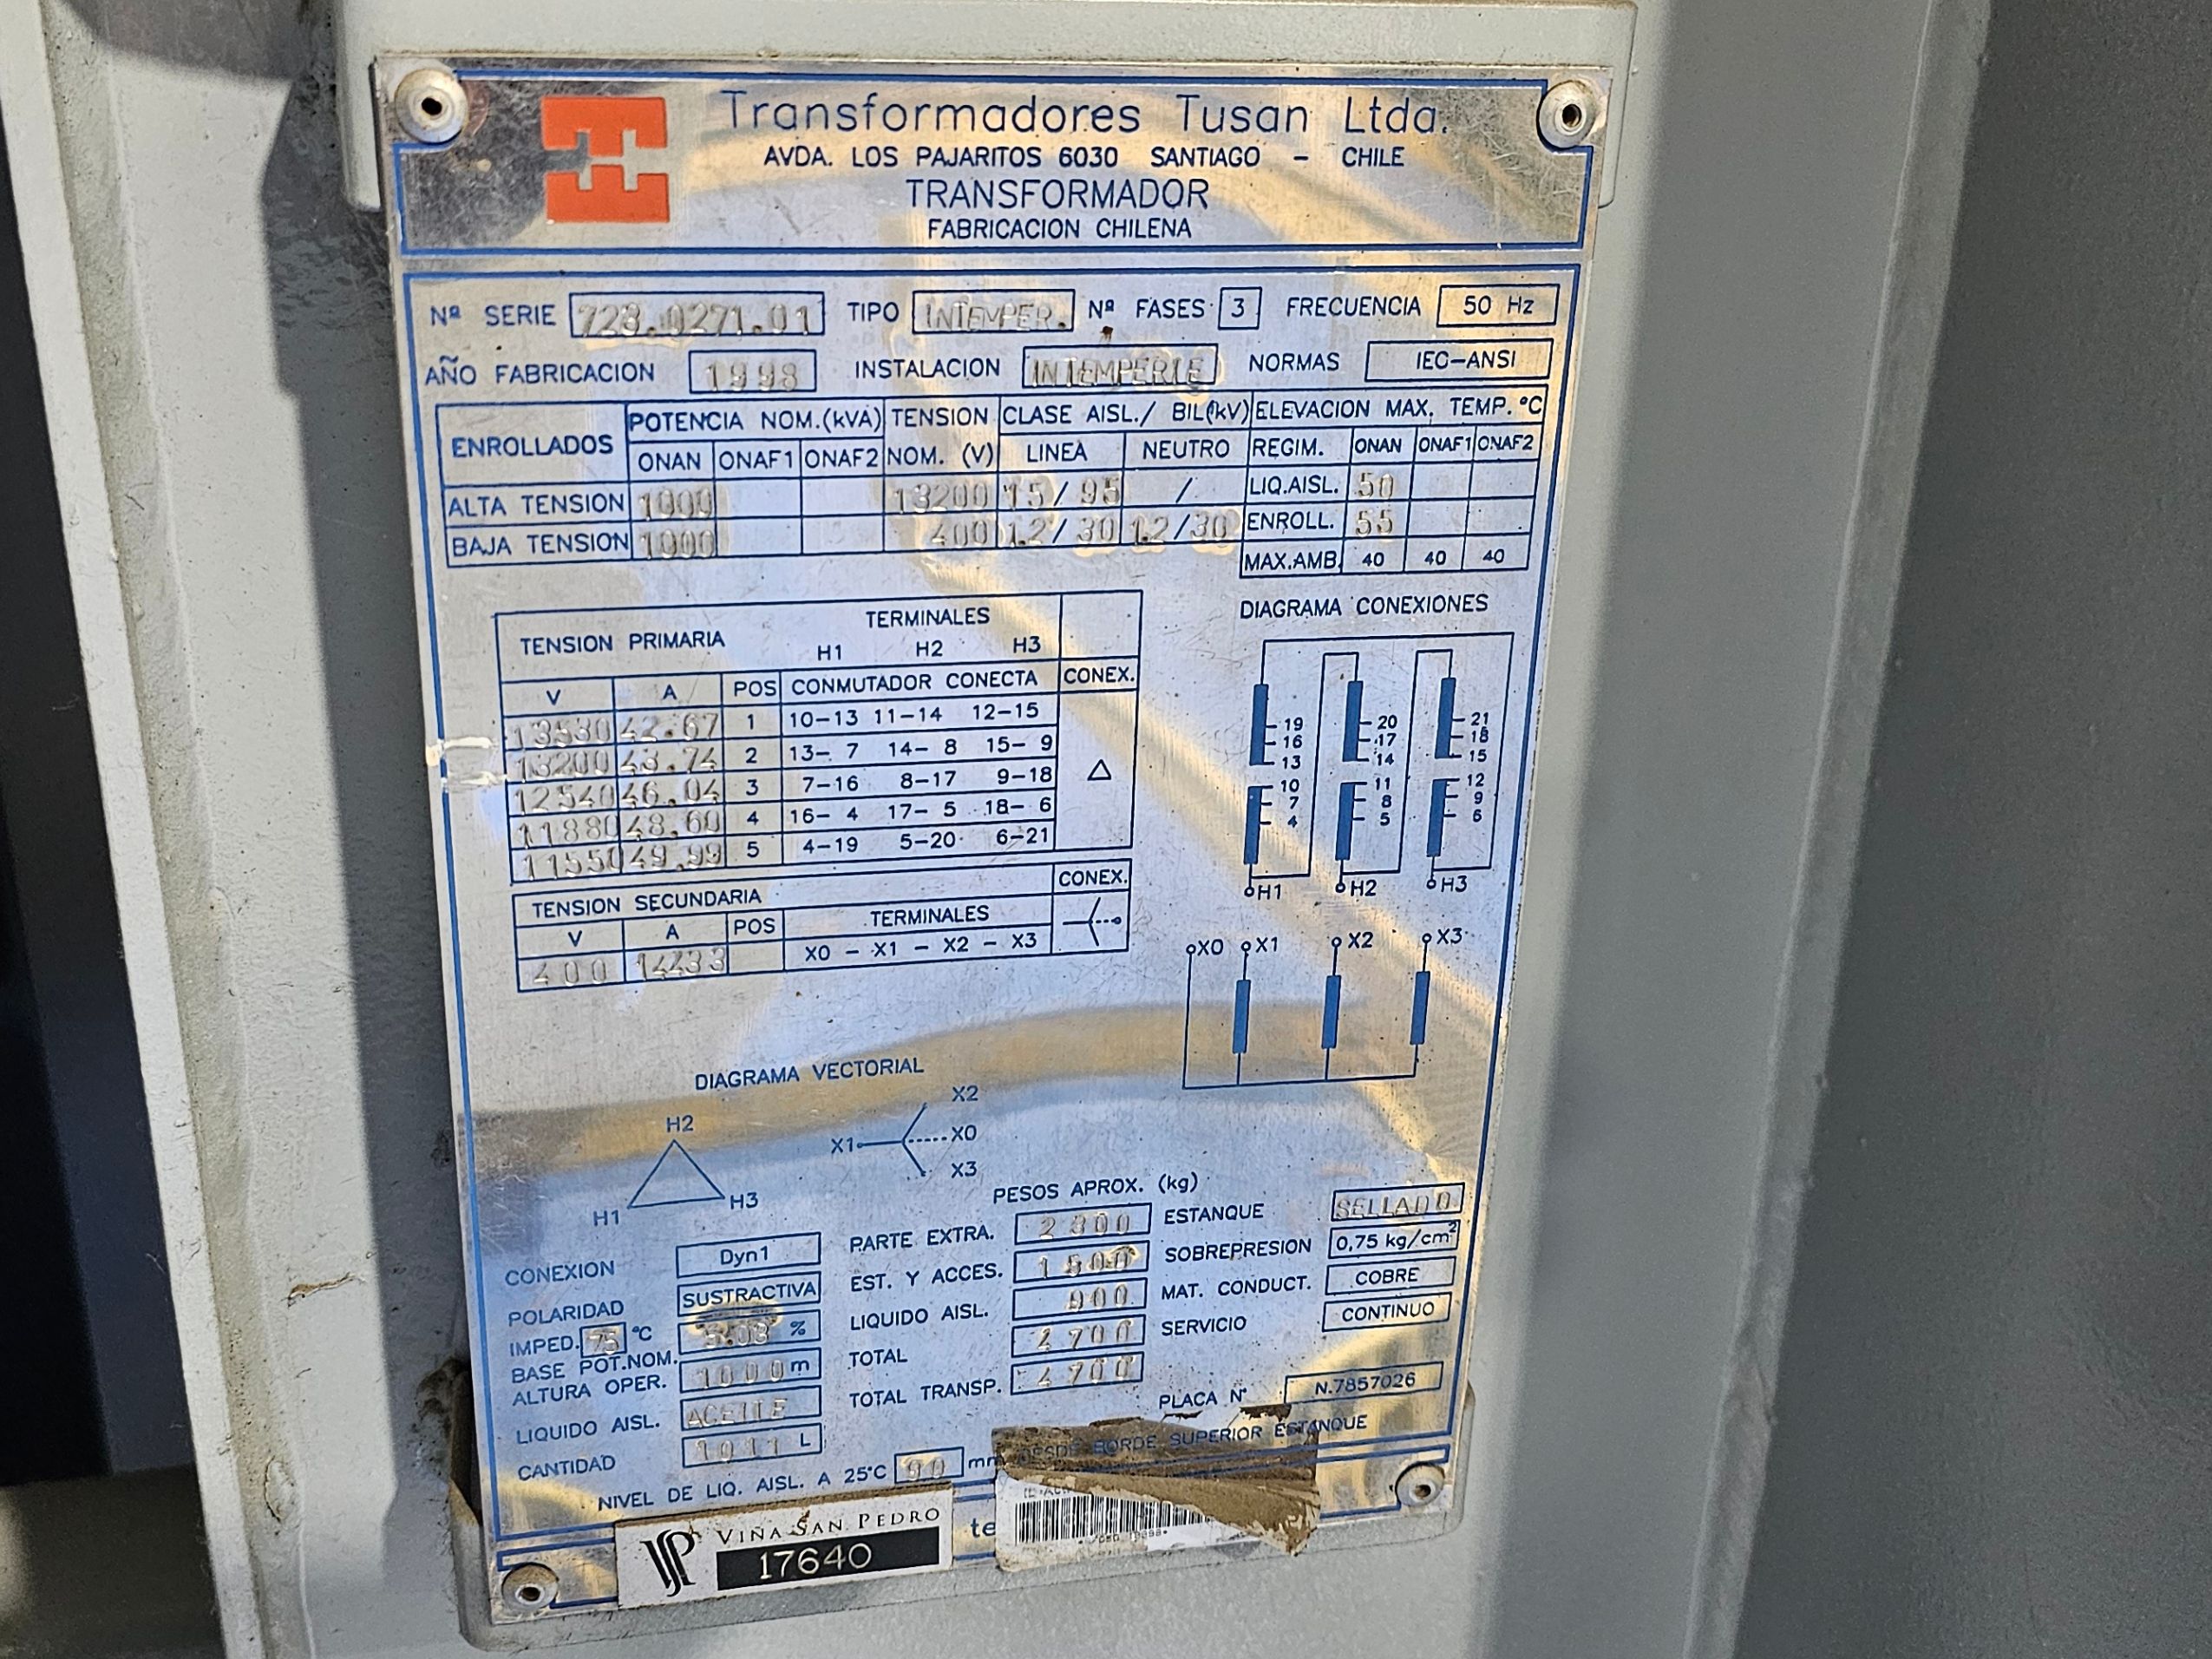 Transformadores Tusan Ltda.
AVDA. LOS PAJARITOS 6030 SANTIAGO - CHILE
TRANSFORMADOR
FABRICACION CHILENA
Nª SERIE 728.0271.01 TIPO INTEMPER. Nª FASES 3 FRECUENCIA 50 Hz
AÑO FABRICACION 1998 INSTALACION INTEMPERIE NORMAS IEC-ANSI
ENROLLADOS POTENCIA NOM.(kVA) TENSION NOM. (V) CLASE AISL./ BIL(kV) ELEVACION MAX. TEMP. °C
ONAN ONAF1 ONAF2 LINEA NEUTRO REGIM. ONAN ONAF1 ONAF2
ALTA TENSION 1000 13200 15/95 / LIQ.AISL. 50
BAJA TENSION 1000 400 1.2/30 1.2/30 ENROLL. 55
MAX.AMB. 40 40 40
TENSION PRIMARIA TERMINALES
H1 H2 H3
V A POS CONMUTADOR CONECTA CONEX.
13530 42.67 1 10-13 11-14 12-15
13200 43.74 2 13- 7 14- 8 15- 9
12540 46.04 3 7-16 8-17 9-18
11880 48.60 4 16- 4 17- 5 18- 6
11550 49.99 5 4-19 5-20 6-21
TENSION SECUNDARIA CONEX.
V A POS TERMINALES
400 1443.3 X0 - X1 - X2 - X3
DIAGRAMA CONEXIONES
19 20 21
16 17 18
13 14 15
10 11 12
7 8 9
4 5 6
H1 H2 H3
X0 X1 X2 X3
DIAGRAMA VECTORIAL
H2
H1 H3
X2
X1 X0
X3
CONEXION Dyn1
POLARIDAD SUSTRACTIVA
IMPED. 75 °C 5.03 %
BASE POT.NOM.
ALTURA OPER. 1000 m
LIQUIDO AISL. ACEITE
CANTIDAD 1011 L
PESOS APROX. (kg)
PARTE EXTRA. 2300
EST. Y ACCES. 1500
LIQUIDO AISL. 900
TOTAL 4700
TOTAL TRANSP. 4700
ESTANQUE SELLADO
SOBREPRESION 0,75 kg/cm²
MAT. CONDUCT. COBRE
SERVICIO CONTINUO
PLACA Nº N.7857026
NIVEL DE LIQ. AISL. A 25°C 90 mm DESDE BORDE SUPERIOR ESTANQUE
VIÑA SAN PEDRO
17640
te